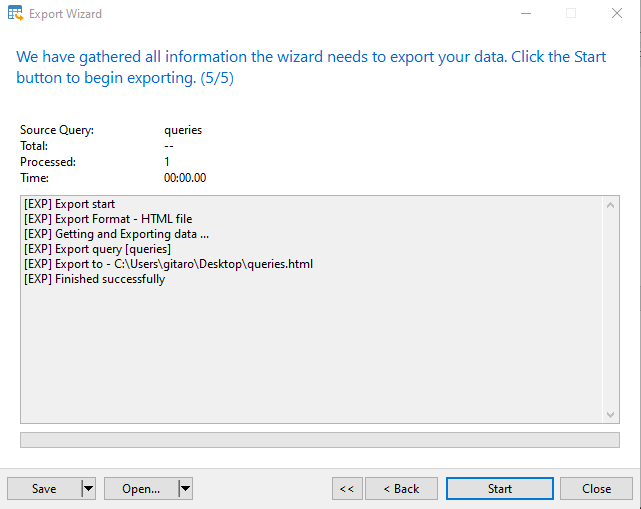 Export Wizard
We have gathered all information the wizard needs to export your data. Click the Start
button to begin exporting. (5/5)
Source Query: queries
Total: --
Processed: 1
Time: 00:00.00
[EXP] Export start
[EXP] Export Format - HTML file
[EXP] Getting and Exporting data ...
[EXP] Export query [queries]
[EXP] Export to - C:\Users\gitaro\Desktop\queries.html
[EXP] Finished successfully
Save Open... << < Back Start Close